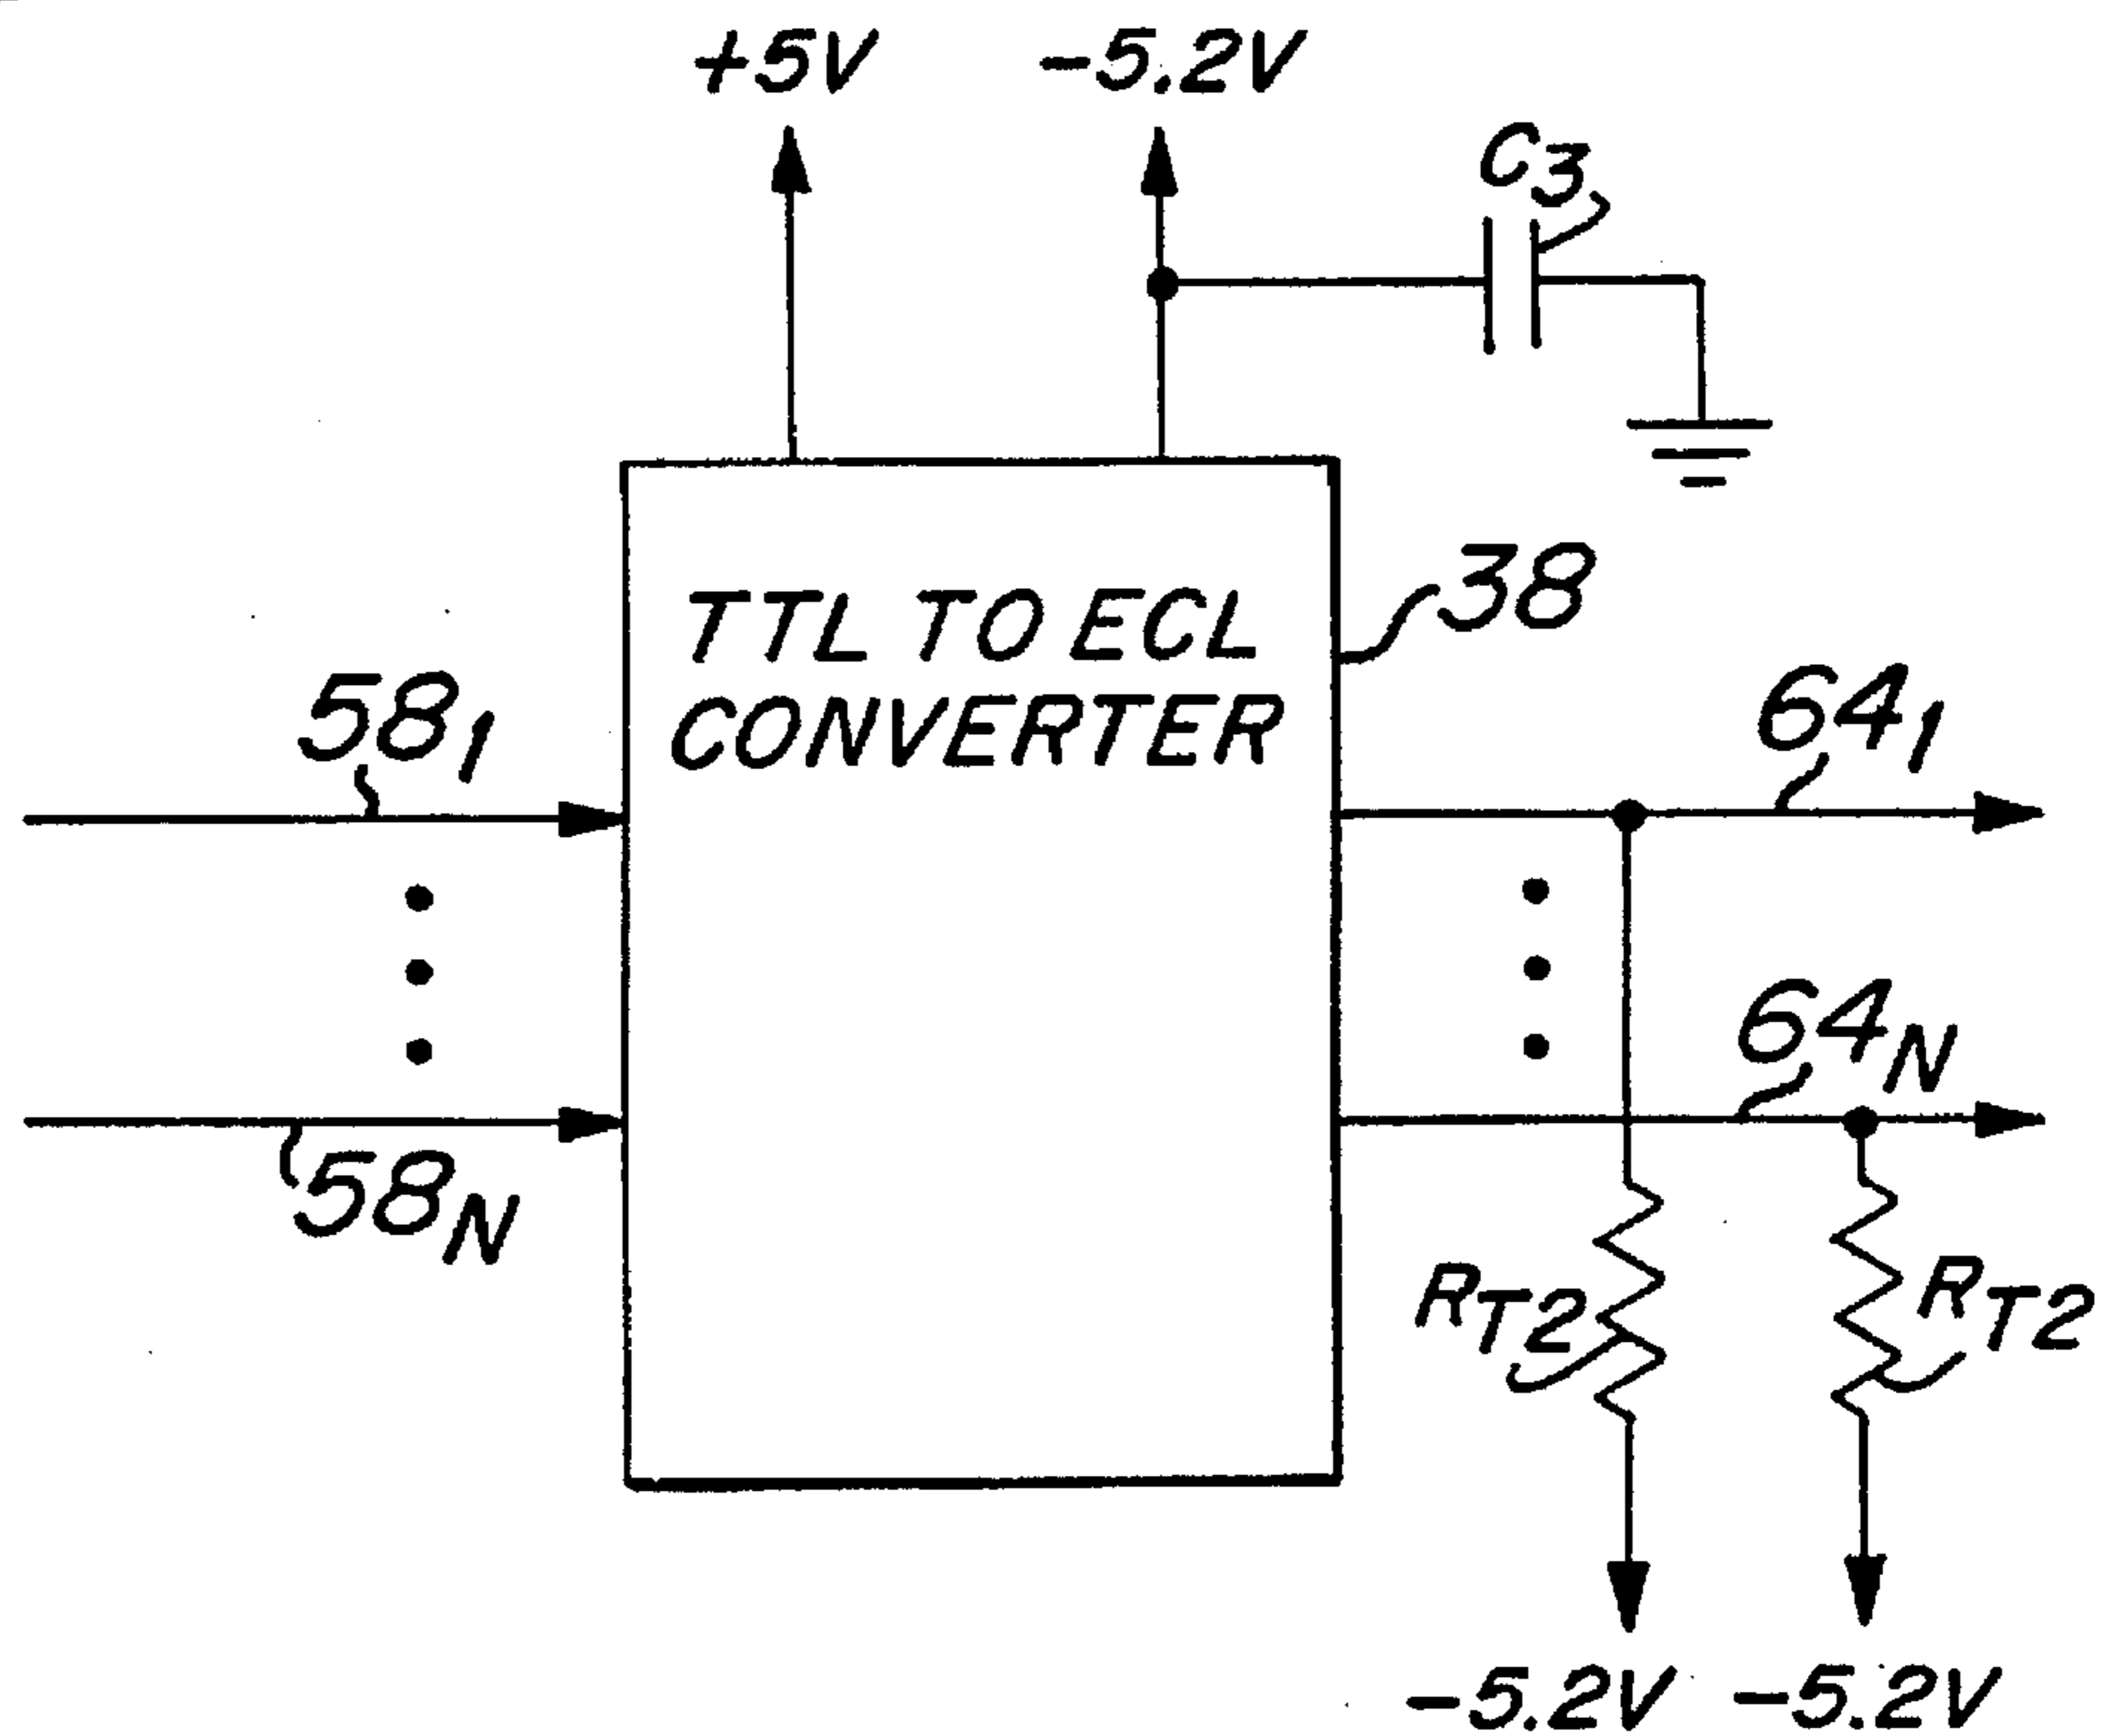 +5V
-5.2V
C3
TTL TO ECL
CONVERTER
38
58₁
64₁
64N
58N
RT2
RT2
-5.2V
-5.2V